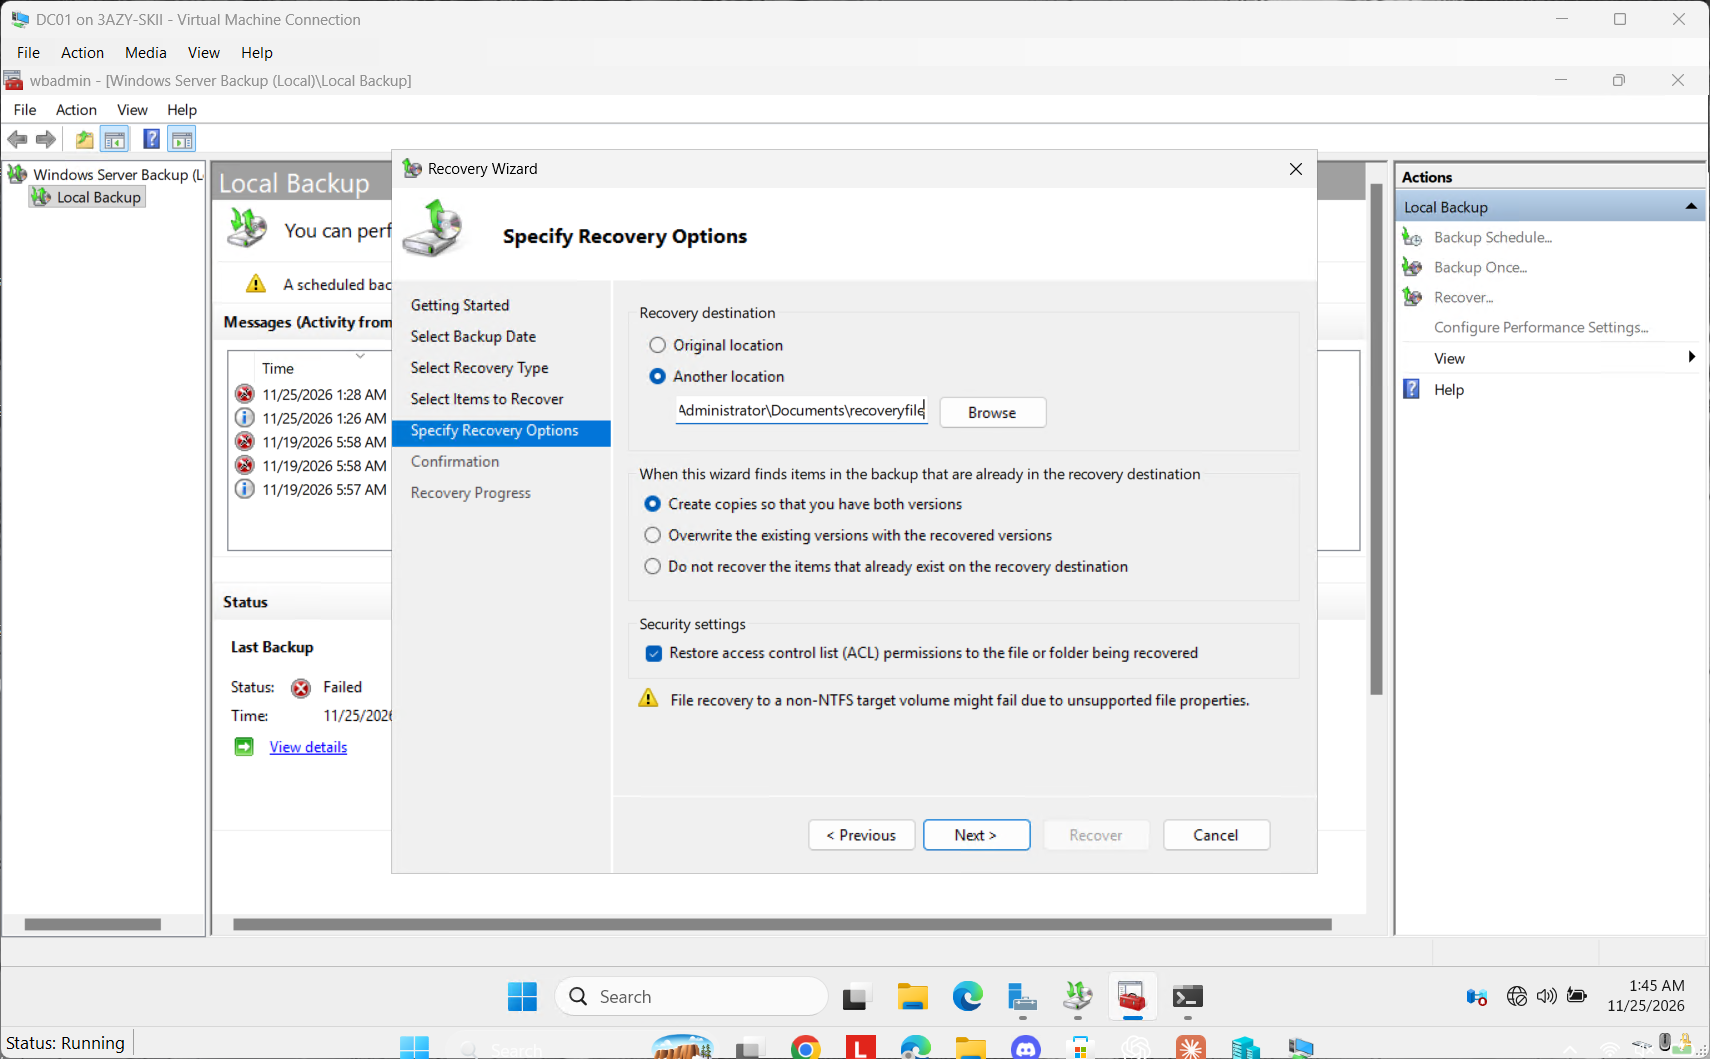 DC01 on 3AZY-SKII - Virtual Machine Connection
File Action Media View Help
wbadmin - [Windows Server Backup (Local)\Local Backup]
File Action View Help
Windows Server Backup (L
Local Backup
Local Backup
You can perf
A scheduled bac
Messages (Activity from
Time
11/25/2026 1:28 AM
11/25/2026 1:26 AM
11/19/2026 5:58 AM
11/19/2026 5:58 AM
11/19/2026 5:57 AM
Status
Last Backup
Status: Failed
Time: 11/25/2026
View details
Recovery Wizard
Specify Recovery Options
Getting Started
Select Backup Date
Select Recovery Type
Select Items to Recover
Specify Recovery Options
Confirmation
Recovery Progress
Recovery destination
Original location
Another location
Administrator\Documents\recoveryfile
Browse
When this wizard finds items in the backup that are already in the recovery destination
Create copies so that you have both versions
Overwrite the existing versions with the recovered versions
Do not recover the items that already exist on the recovery destination
Security settings
Restore access control list (ACL) permissions to the file or folder being recovered
File recovery to a non-NTFS target volume might fail due to unsupported file properties.
< Previous
Next >
Recover
Cancel
Actions
Local Backup
Backup Schedule...
Backup Once...
Recover...
Configure Performance Settings...
View
Help
Search
1:45 AM
11/25/2026
Status: Running
Search